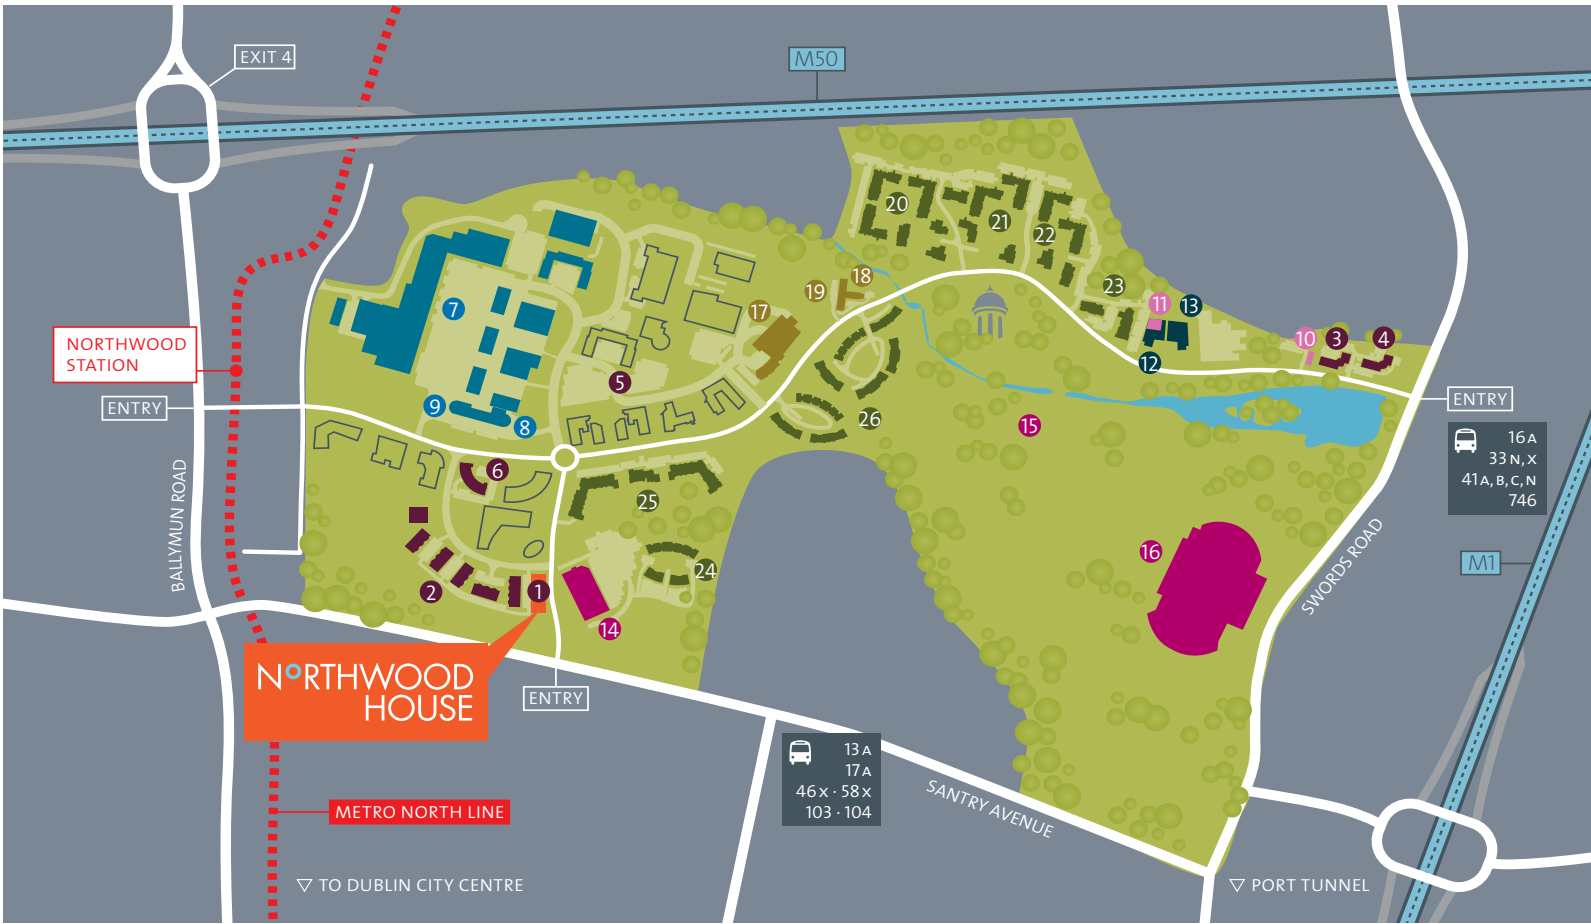 EXIT 4
M50
20
21
22
23
18
19
17
7
11
13
12
10
3
4
NORTHWOOD
STATION
ENTRY
5
9
8
26
15
ENTRY
16A
33N, X
41A, B, C, N
746
6
25
BALLYMUN ROAD
2
1
24
14
16
SWORDS ROAD
M1
NORTHWOOD
HOUSE
ENTRY
13A
17A
46X · 58X
103 · 104
SANTRY AVENUE
METRO NORTH LINE
▽ TO DUBLIN CITY CENTRE
▽ PORT TUNNEL